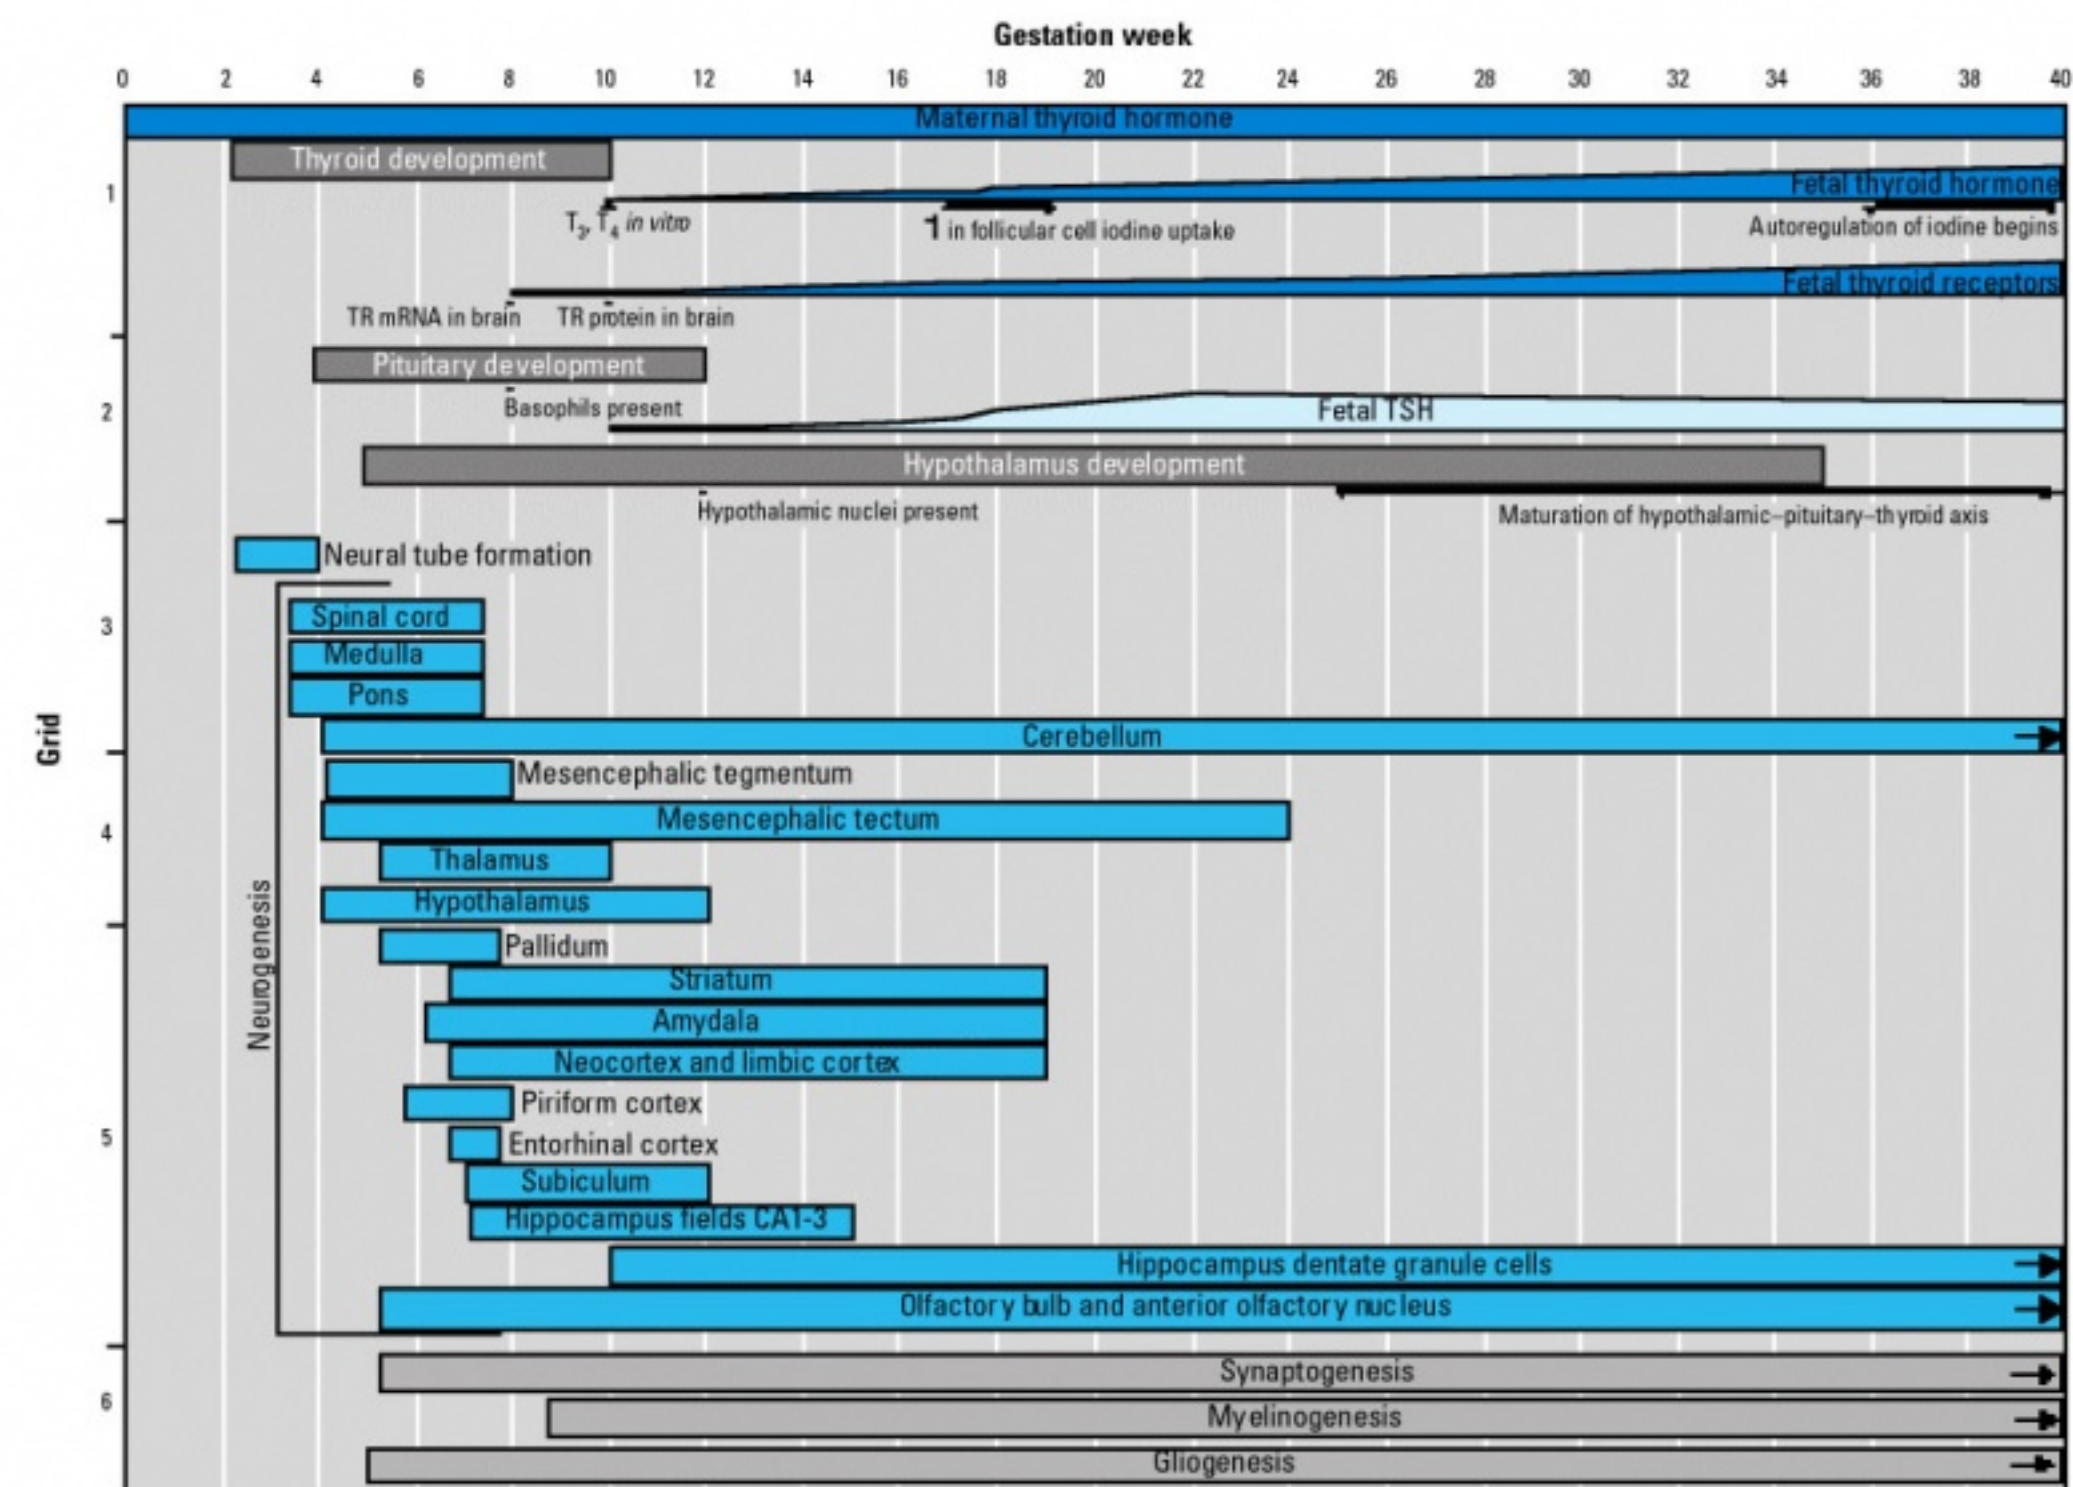 Gestation week
0 2 4 6 8 10 12 14 16 18 20 22 24 26 28 30 32 34 36 38 40
Maternal thyroid hormone
Thyroid development
1
Fetal thyroid hormone
T3, T4 in vitro
1 in follicular cell iodine uptake
Autoregulation of iodine begins
Fetal thyroid receptors
TR mRNA in brain
TR protein in brain
Pituitary development
2
Basophils present
Fetal TSH
Hypothalamus development
Hypothalamic nuclei present
Maturation of hypothalamic–pituitary–thyroid axis
Neural tube formation
3
Spinal cord
Medulla
Pons
Grid
Cerebellum
Mesencephalic tegmentum
4
Mesencephalic tectum
Thalamus
Hypothalamus
Neurogenesis
Pallidum
Striatum
Amydala
Neocortex and limbic cortex
Piriform cortex
5
Entorhinal cortex
Subiculum
Hippocampus fields CA1-3
Hippocampus dentate granule cells
Olfactory bulb and anterior olfactory nucleus
Synaptogenesis
6
Myelinogenesis
Gliogenesis